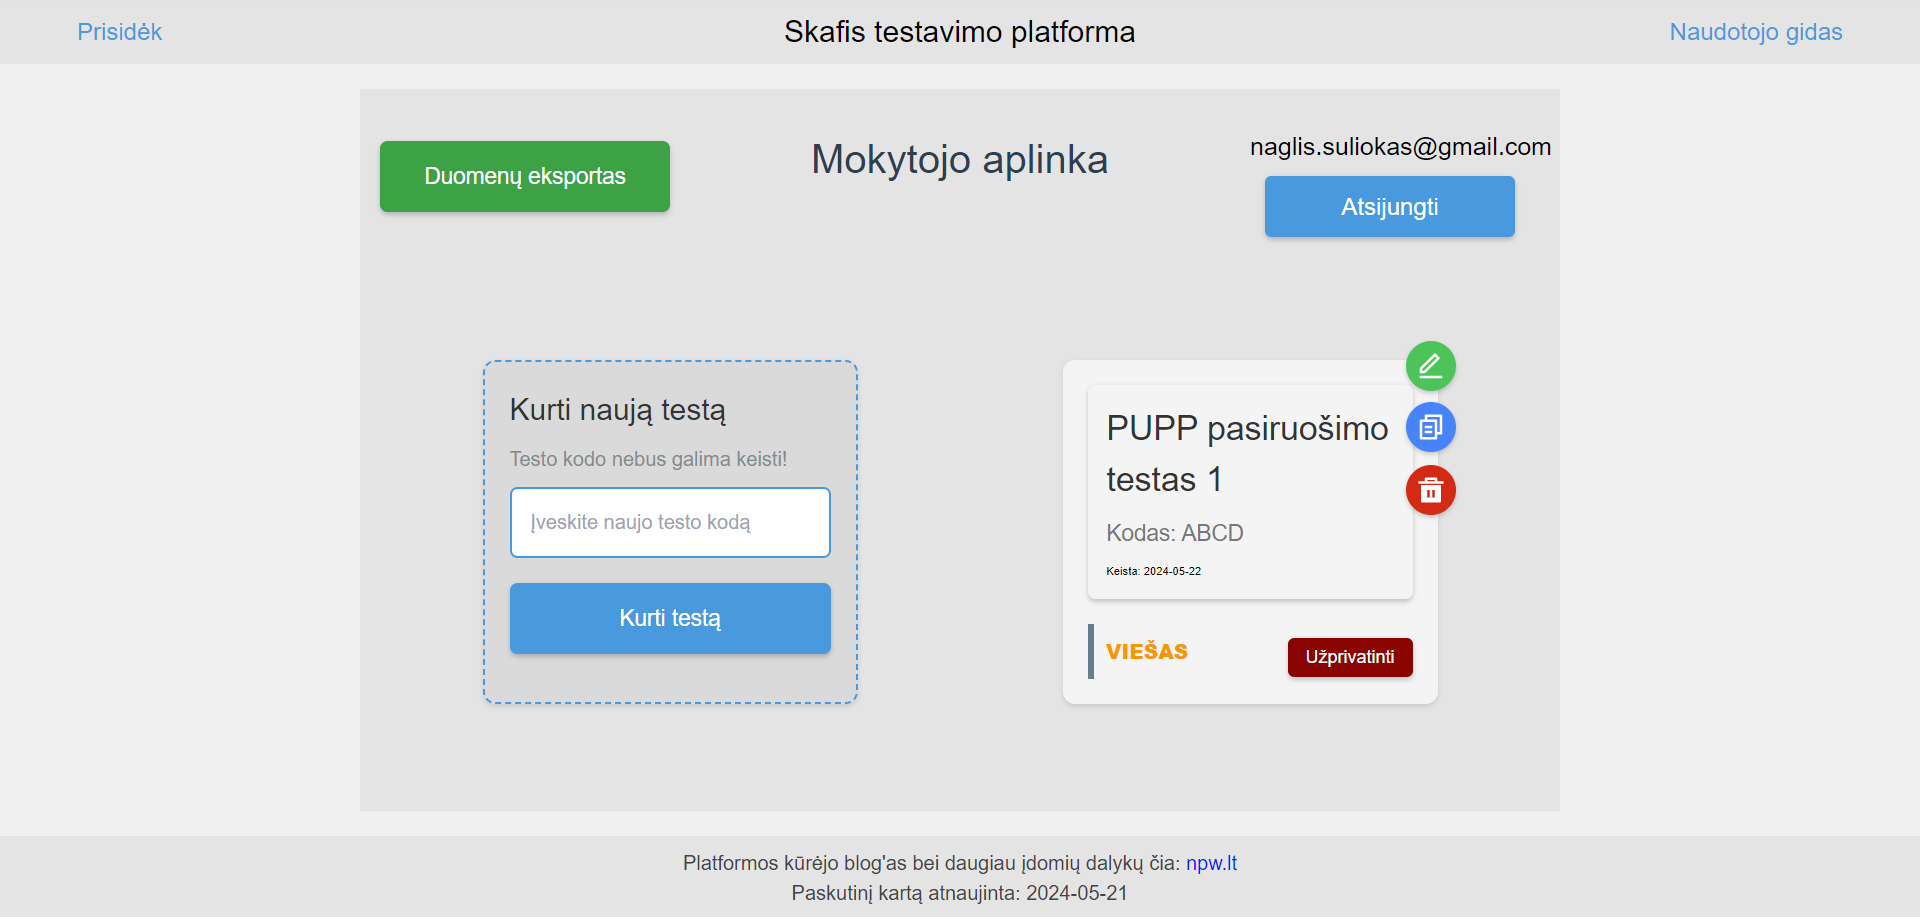 Prisidėk
Skafis testavimo platforma
Naudotojo gidas
Duomenų eksportas
Mokytojo aplinka
naglis.suliokas@gmail.com
Atsijungti
Kurti naują testą
Testo kodo nebus galima keisti!
Įveskite naujo testo kodą
Kurti testą
PUPP pasiruošimo
testas 1
Kodas: ABCD
Keista: 2024-05-22
VIEŠAS
Užprivatinti
Platformos kūrėjo blog'as bei daugiau įdomių dalykų čia: npw.lt
Paskutinį kartą atnaujinta: 2024-05-21